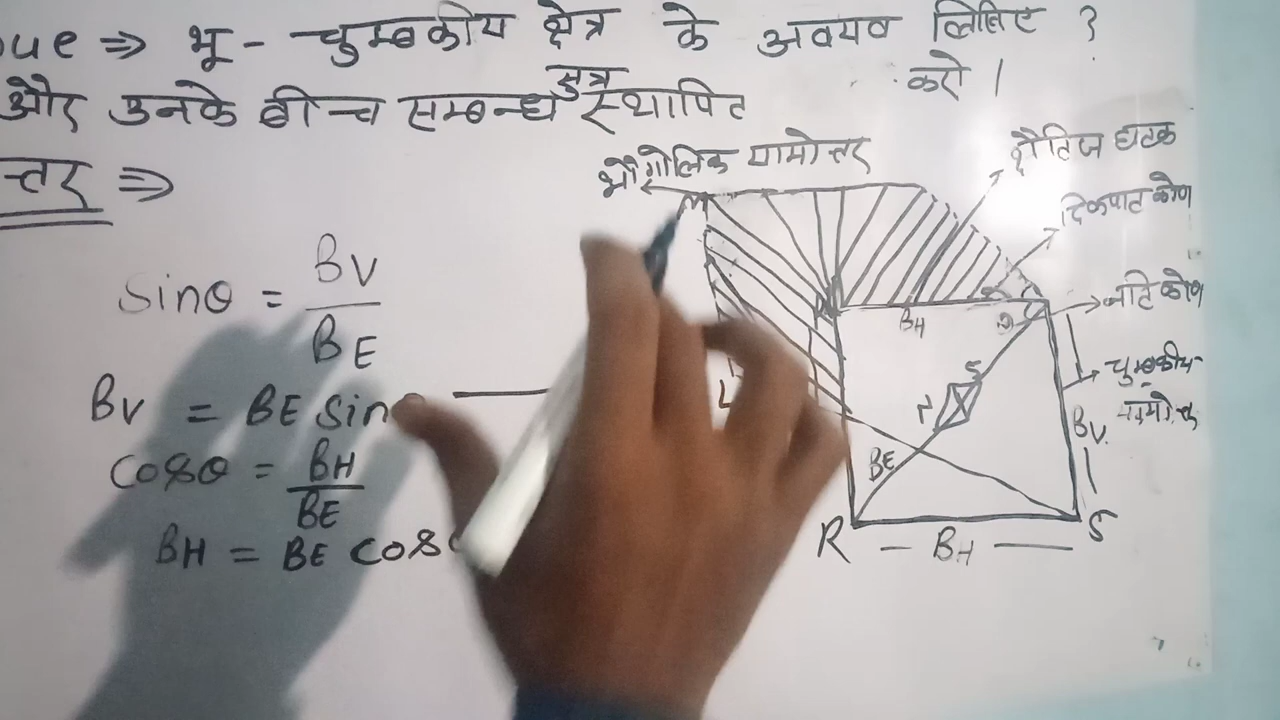 ue ⇒ भू - चुम्बकीय क्षेत्र के अवयव लिखिए ?
और उनके बीच सम्बन्ध सुत्र स्थापित करो ।
त्तर ⇒
भौगोलिक यामोत्तर
क्षैतिज घटक
दिकपात कोण
नति कोण
चुम्बकीय
Sinθ = BV / BE
BV = BE Sin
Cosθ = BH / BE
BH = BE Cos
BH
S
N
BE
BV
R — BH — S